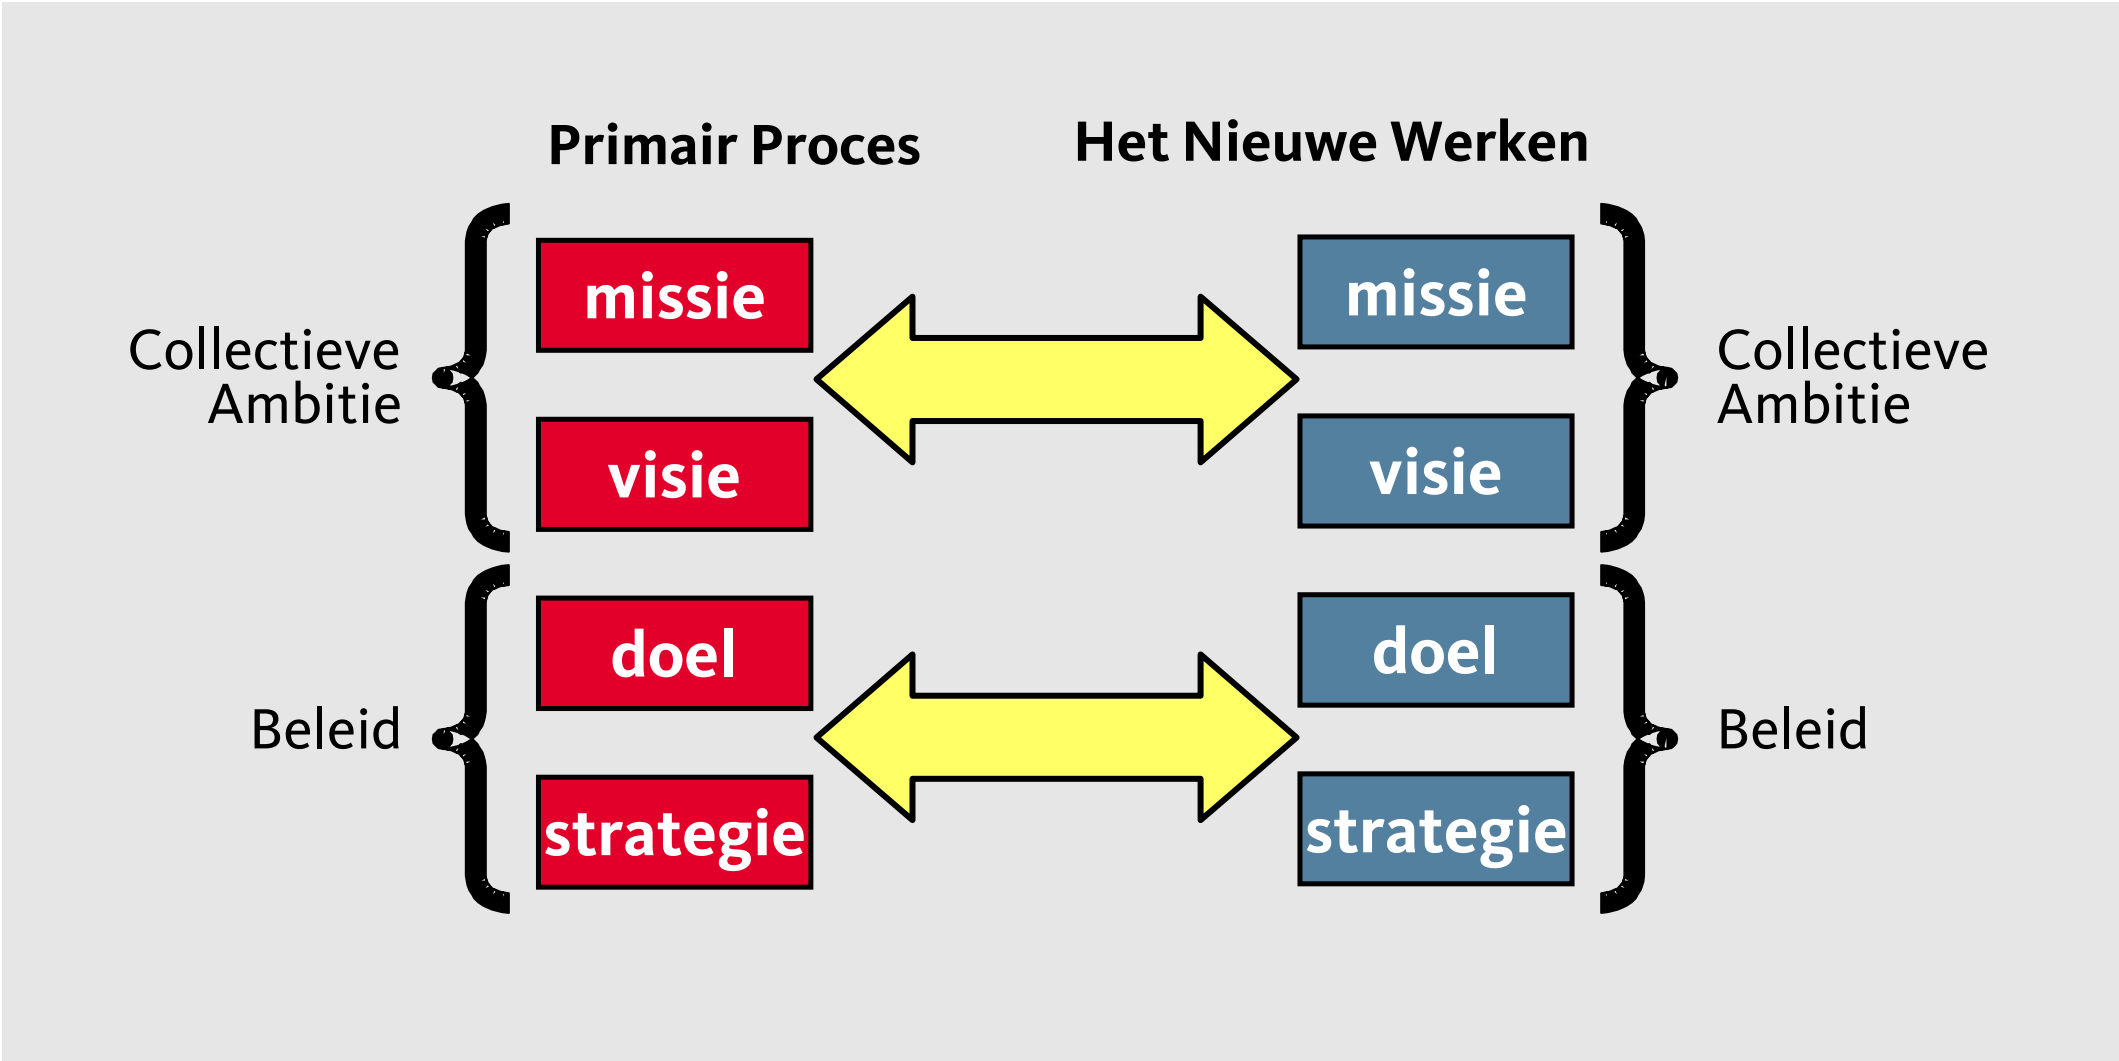 Primair Proces
Het Nieuwe Werken
Collectieve
Ambitie
missie
visie
missie
visie
Collectieve
Ambitie
Beleid
doel
strategie
doel
strategie
Beleid